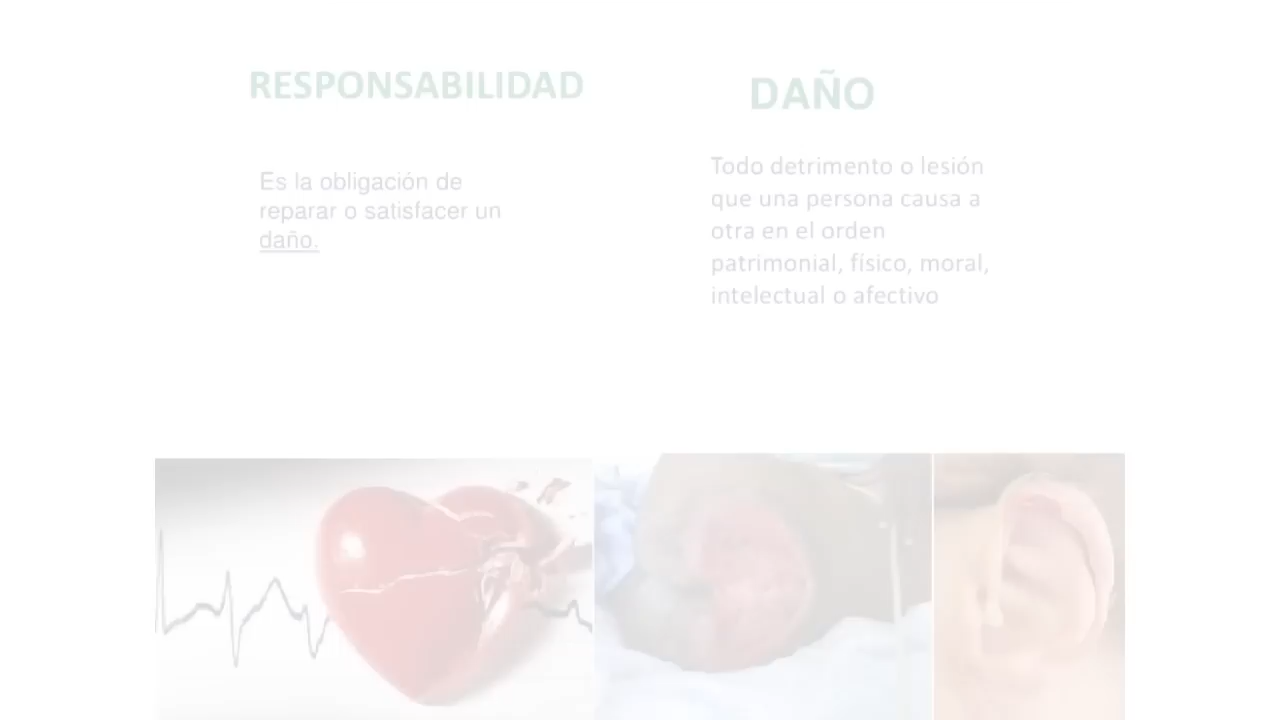 RESPONSABILIDAD
Es la obligación de
reparar o satisfacer un
daño.
DAÑO
Todo detrimento o lesión
que una persona causa a
otra en el orden
patrimonial, físico, moral,
intelectual o afectivo